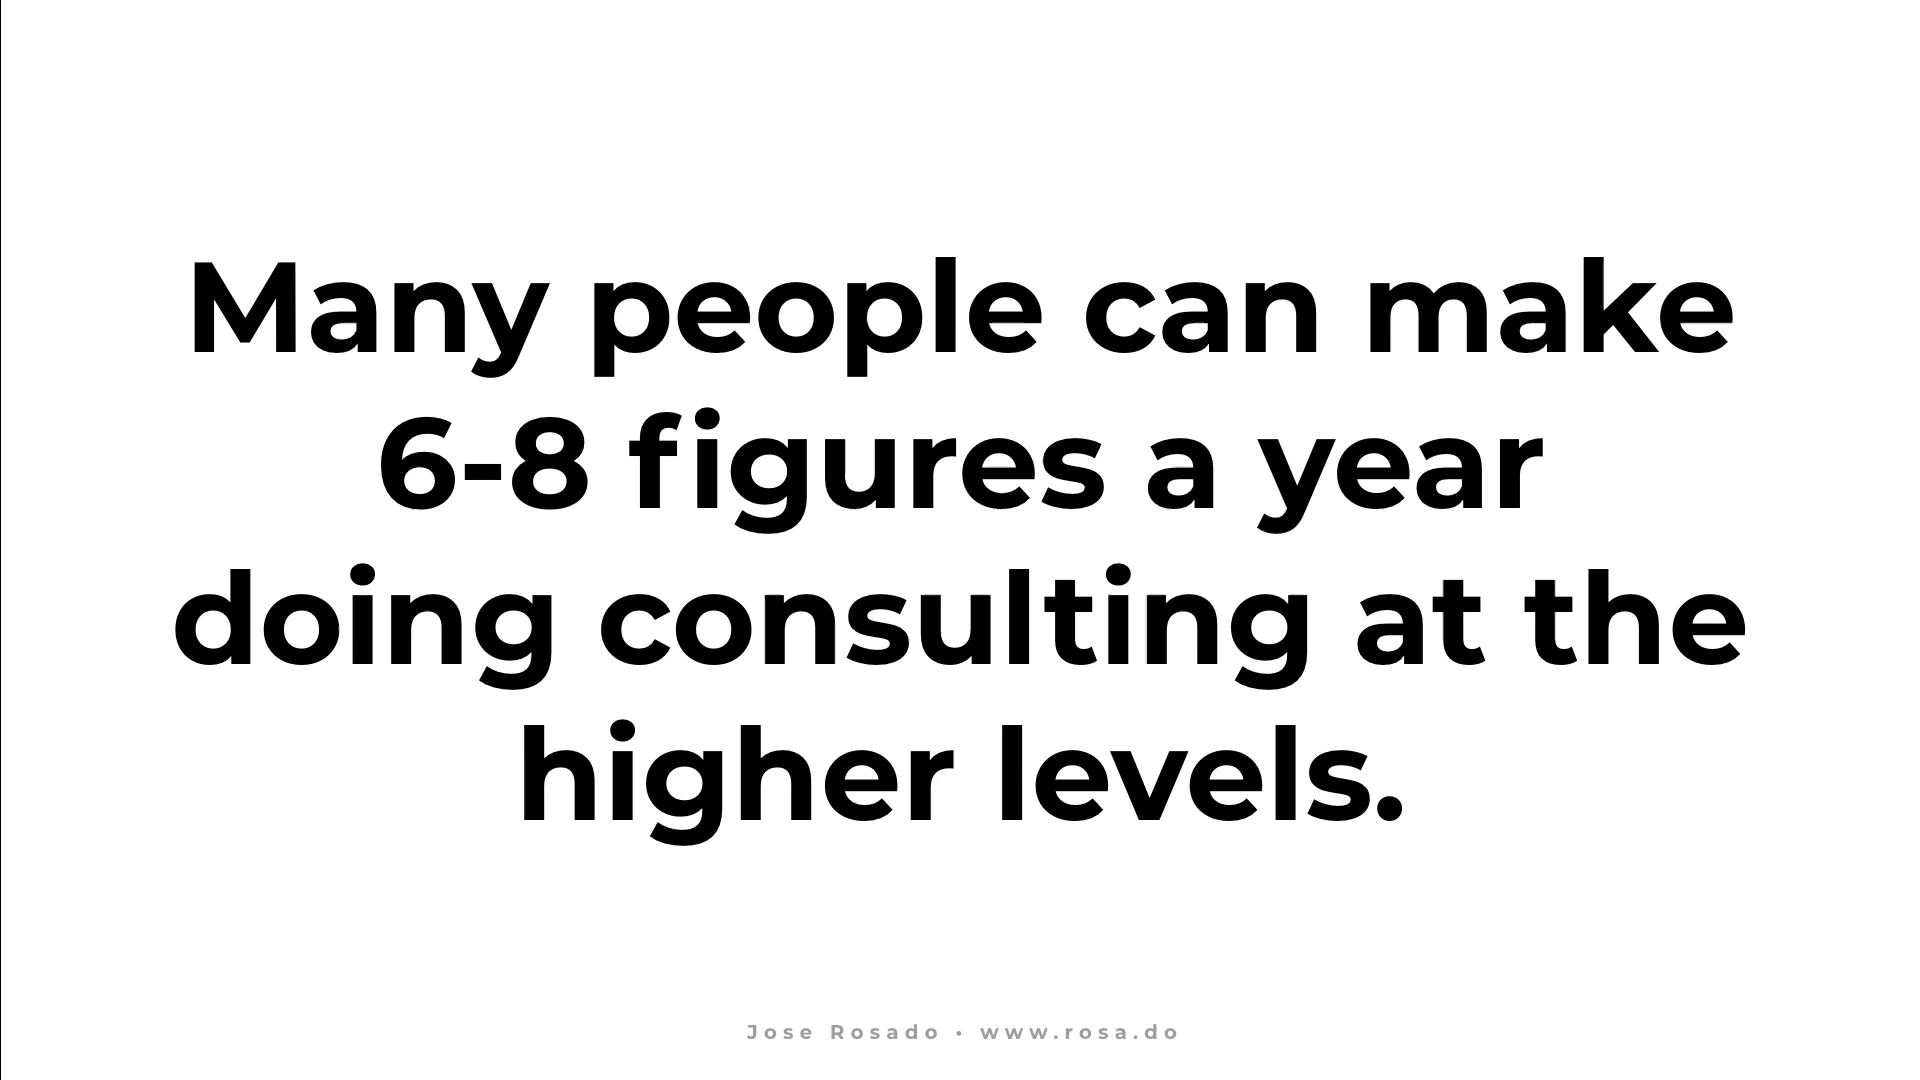 Many people can make
6-8 figures a year
doing consulting at the
higher levels.
Jose Rosado • www.rosa.do